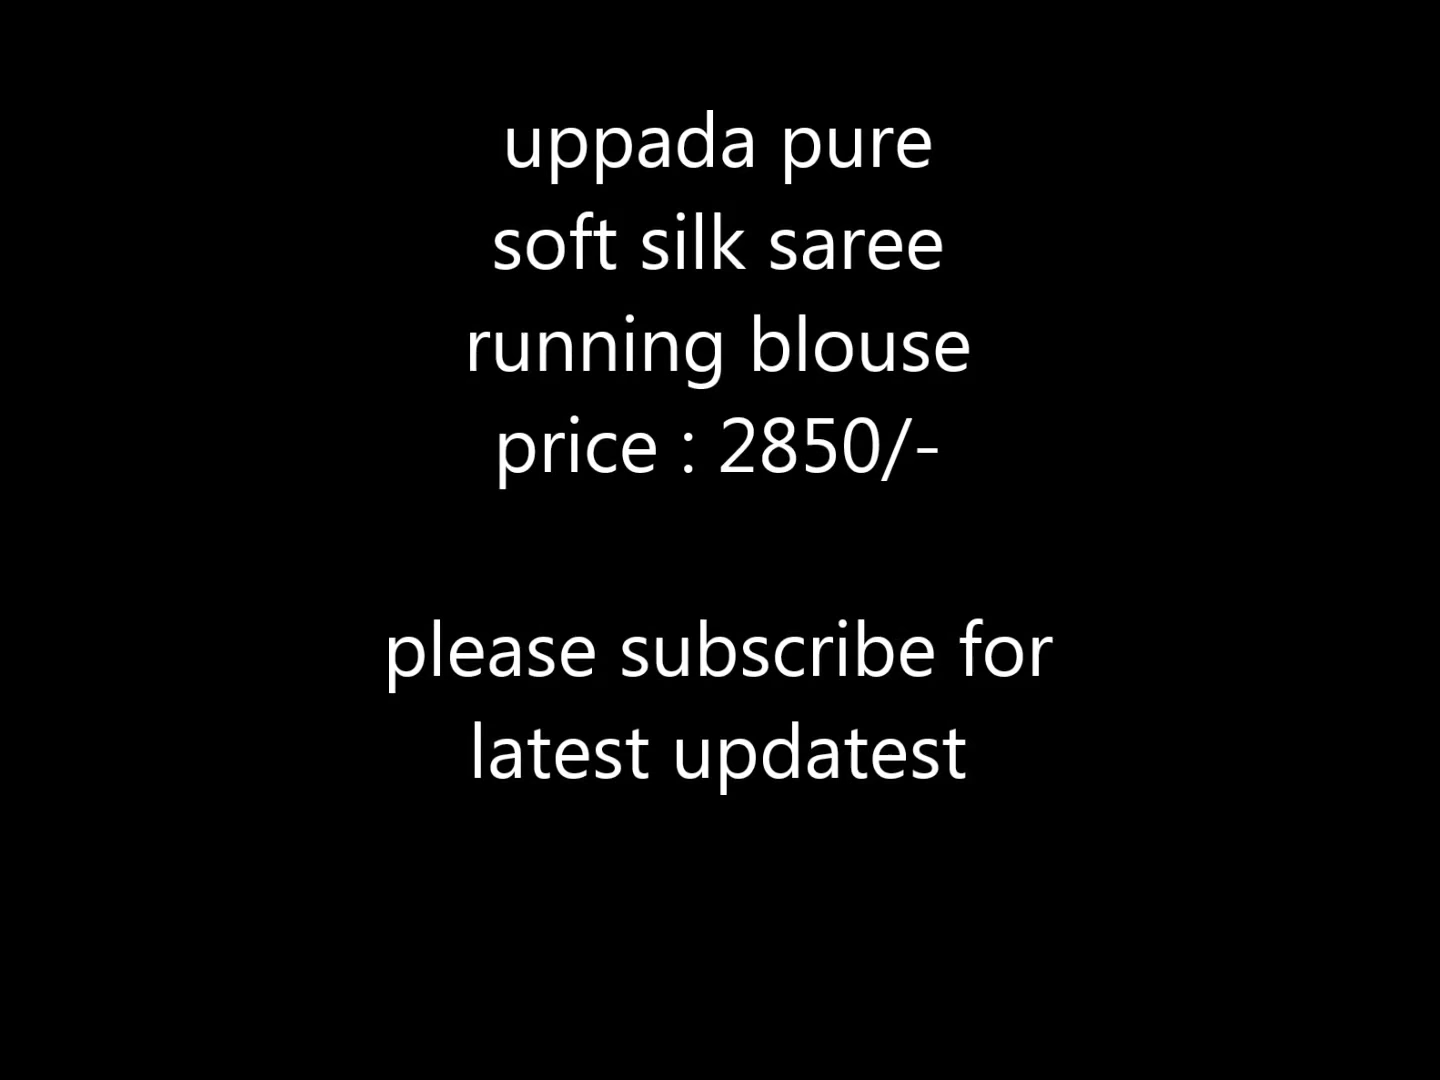 uppada pure
soft silk saree
running blouse
price : 2850/-
please subscribe for
latest updatest